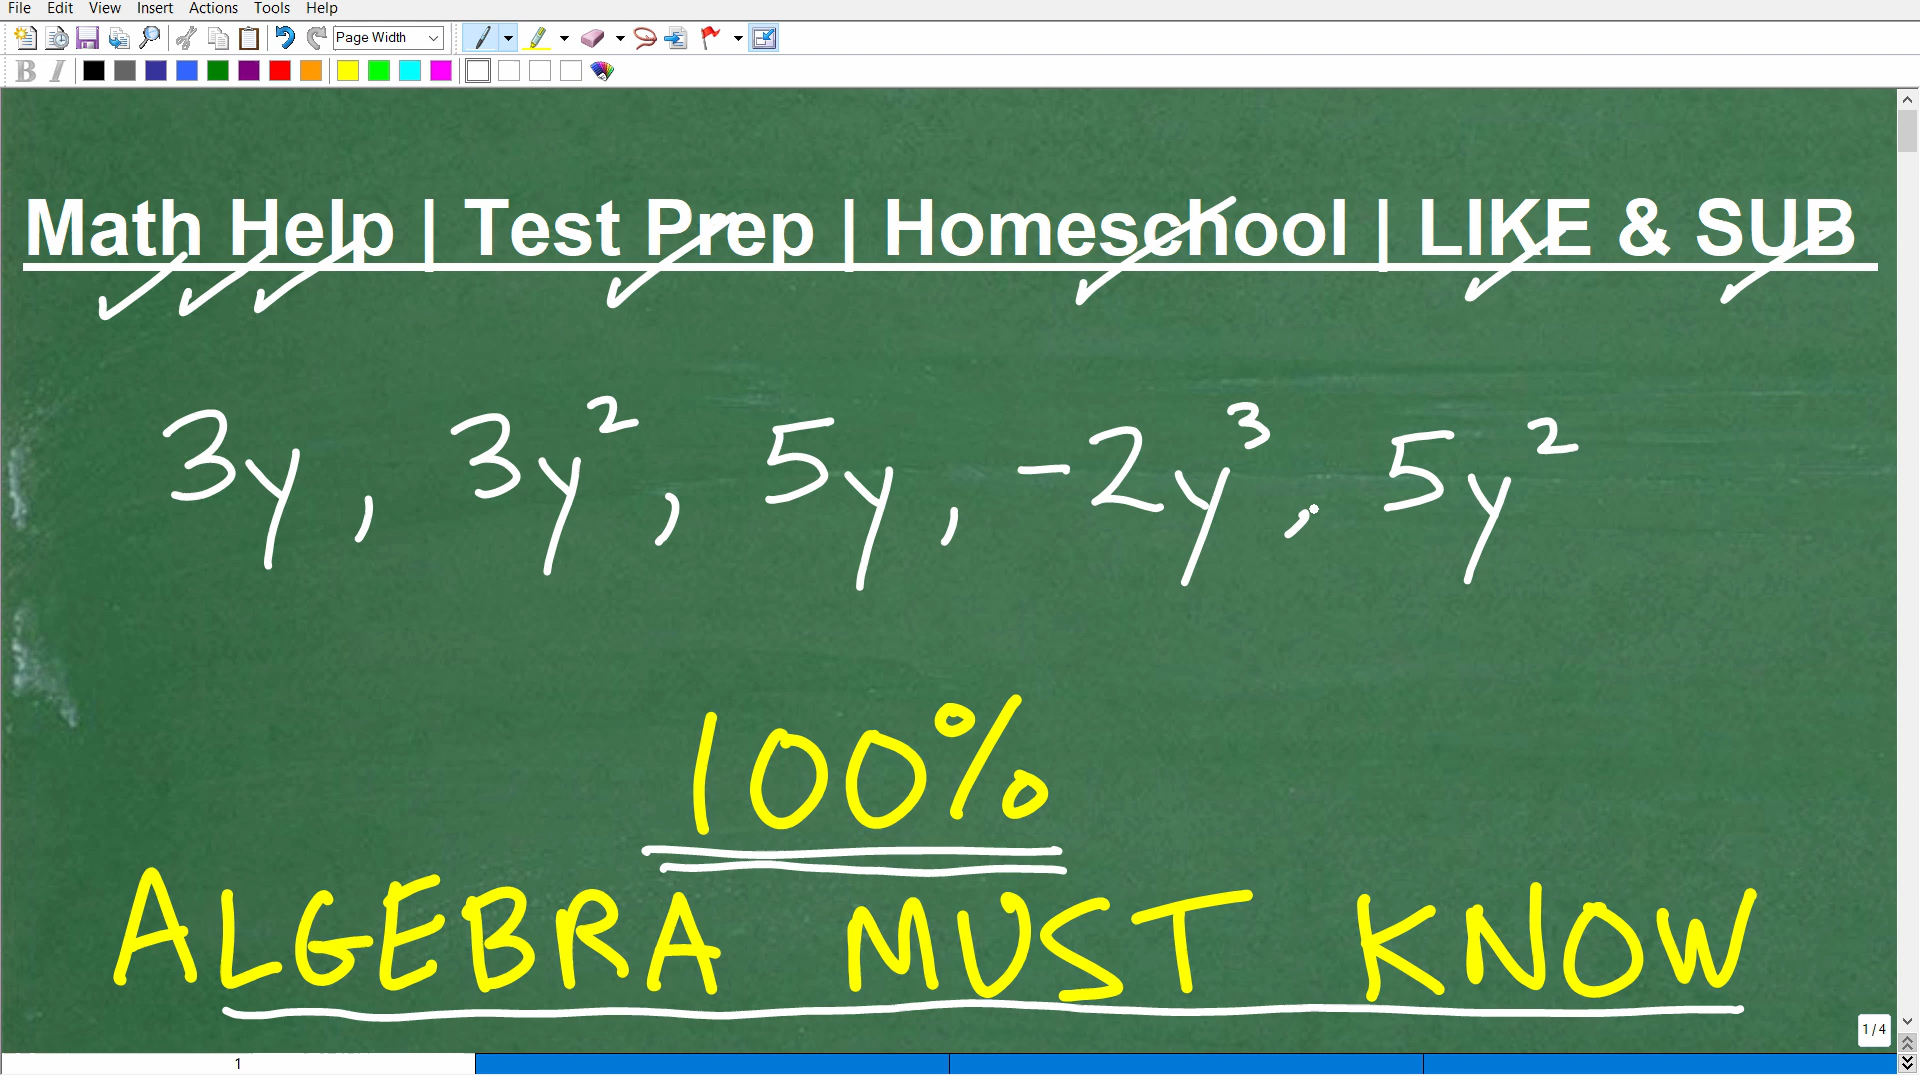 File Edit View Insert Actions Tools Help
Page Width
B I
Math Help | Test Prep | Homeschool | LIKE & SUB
3y, 3y², 5y, -2y³, 5y²
100%
ALGEBRA MUST KNOW
1 / 4
1